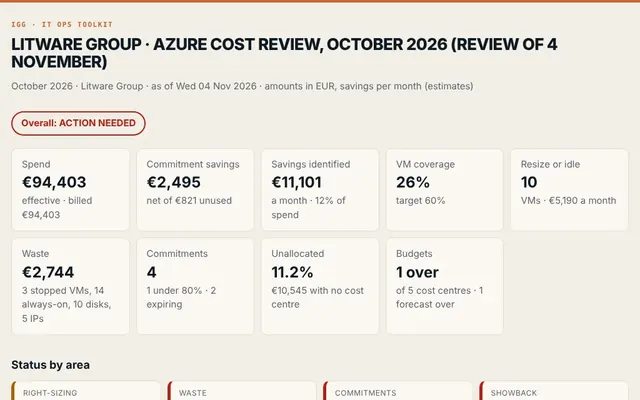 IGG · IT OPS TOOLKIT
LITWARE GROUP · AZURE COST REVIEW, OCTOBER 2026 (REVIEW OF 4
NOVEMBER)
October 2026 · Litware Group · as of Wed 04 Nov 2026 · amounts in EUR, savings per month (estimates)
Overall: ACTION NEEDED
Spend
€94,403
effective · billed
€94,403
Commitment savings
€2,495
net of €821 unused
Savings identified
€11,101
a month · 12% of
spend
VM coverage
26%
target 60%
Resize or idle
10
VMs · €5,190 a month
Waste
€2,744
3 stopped VMs, 14
always-on, 10 disks,
5 IPs
Commitments
4
1 under 80% · 2
expiring
Unallocated
11.2%
€10,545 with no cost
centre
Budgets
1 over
of 5 cost centres · 1
forecast over
Status by area
RIGHT-SIZING
WASTE
COMMITMENTS
SHOWBACK